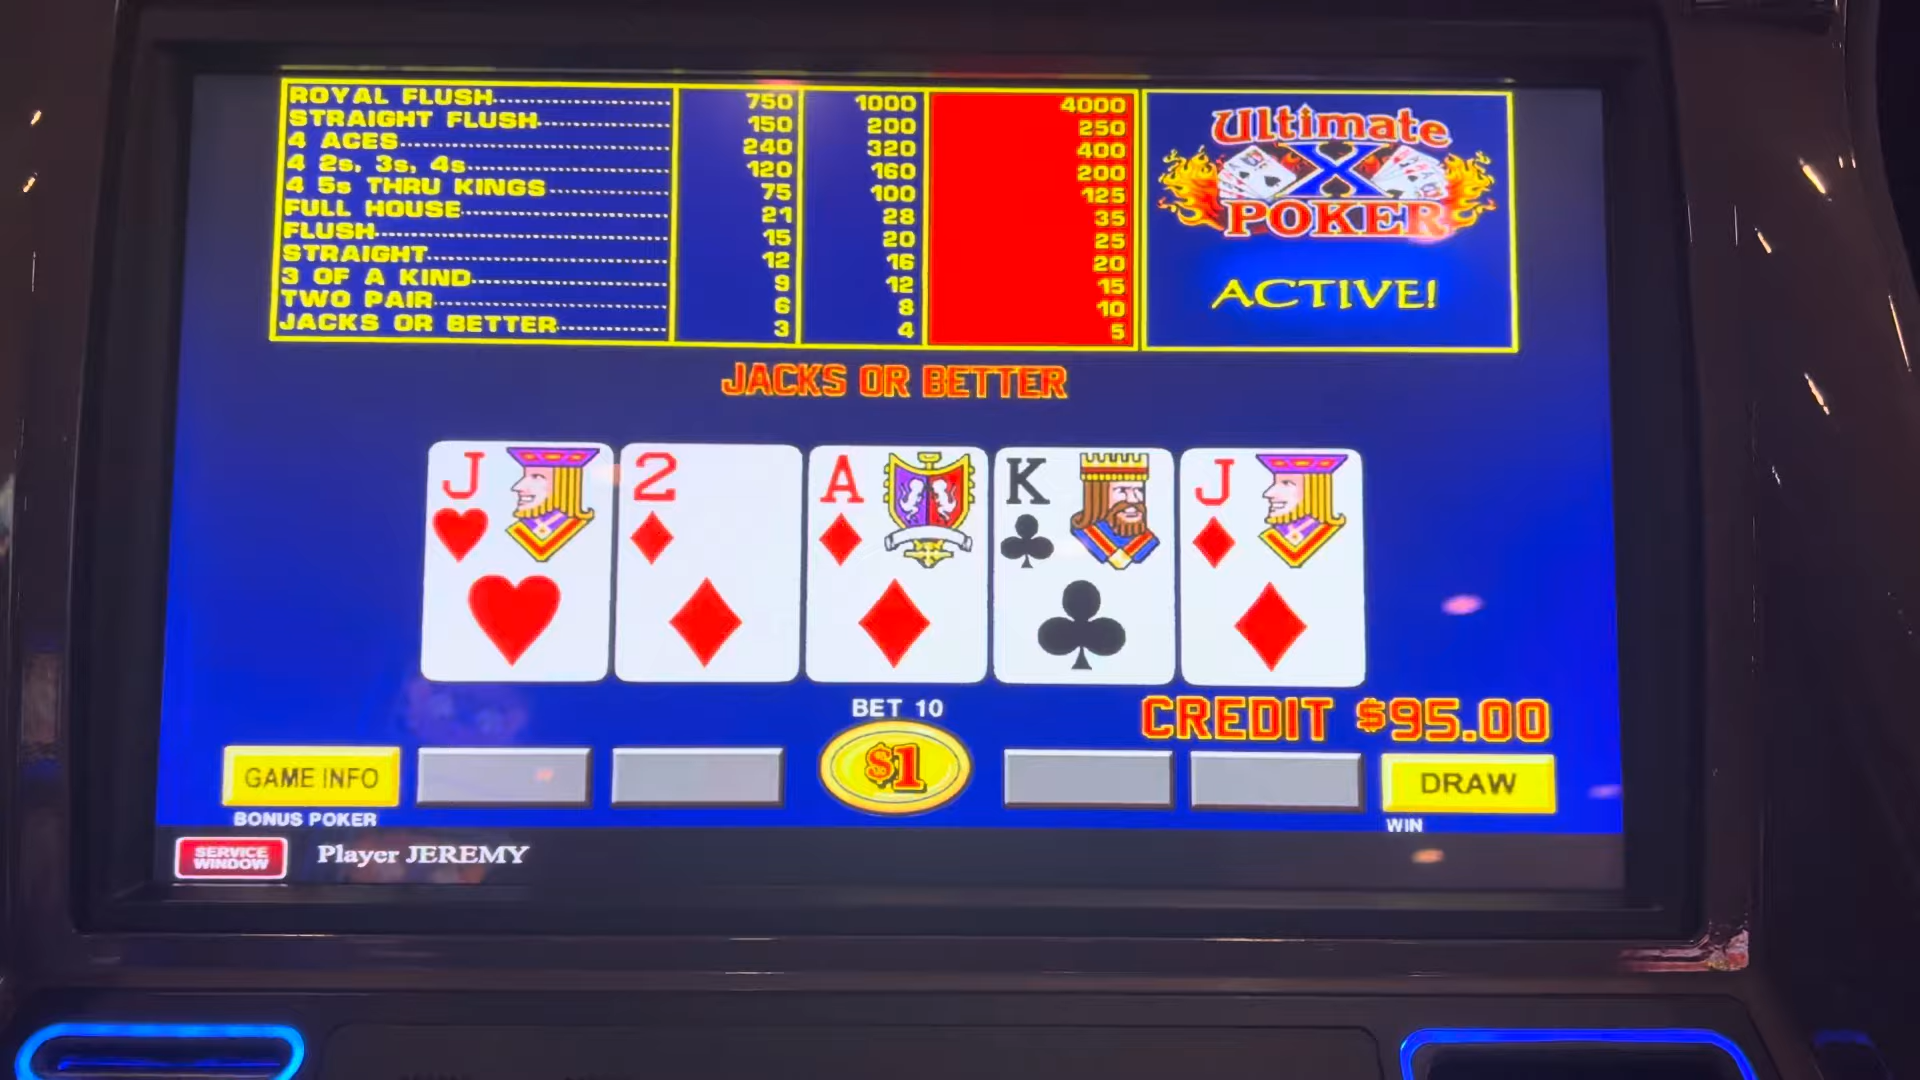 ROYAL FLUSH 750 1000 4000
STRAIGHT FLUSH 150 200 250
4 ACES 240 320 400
4 2s, 3s, 4s 120 160 200
4 5s THRU KINGS 75 100 125
FULL HOUSE 21 28 35
FLUSH 15 20 25
STRAIGHT 12 16 20
3 OF A KIND 9 12 15
TWO PAIR 6 8 10
JACKS OR BETTER 3 4 5
Ultimate
X
POKER
ACTIVE!
JACKS OR BETTER
J 2 A K J
BET 10
CREDIT $95.00
GAME INFO
$1
DRAW
BONUS POKER
WIN
SERVICE
WINDOW
Player JEREMY